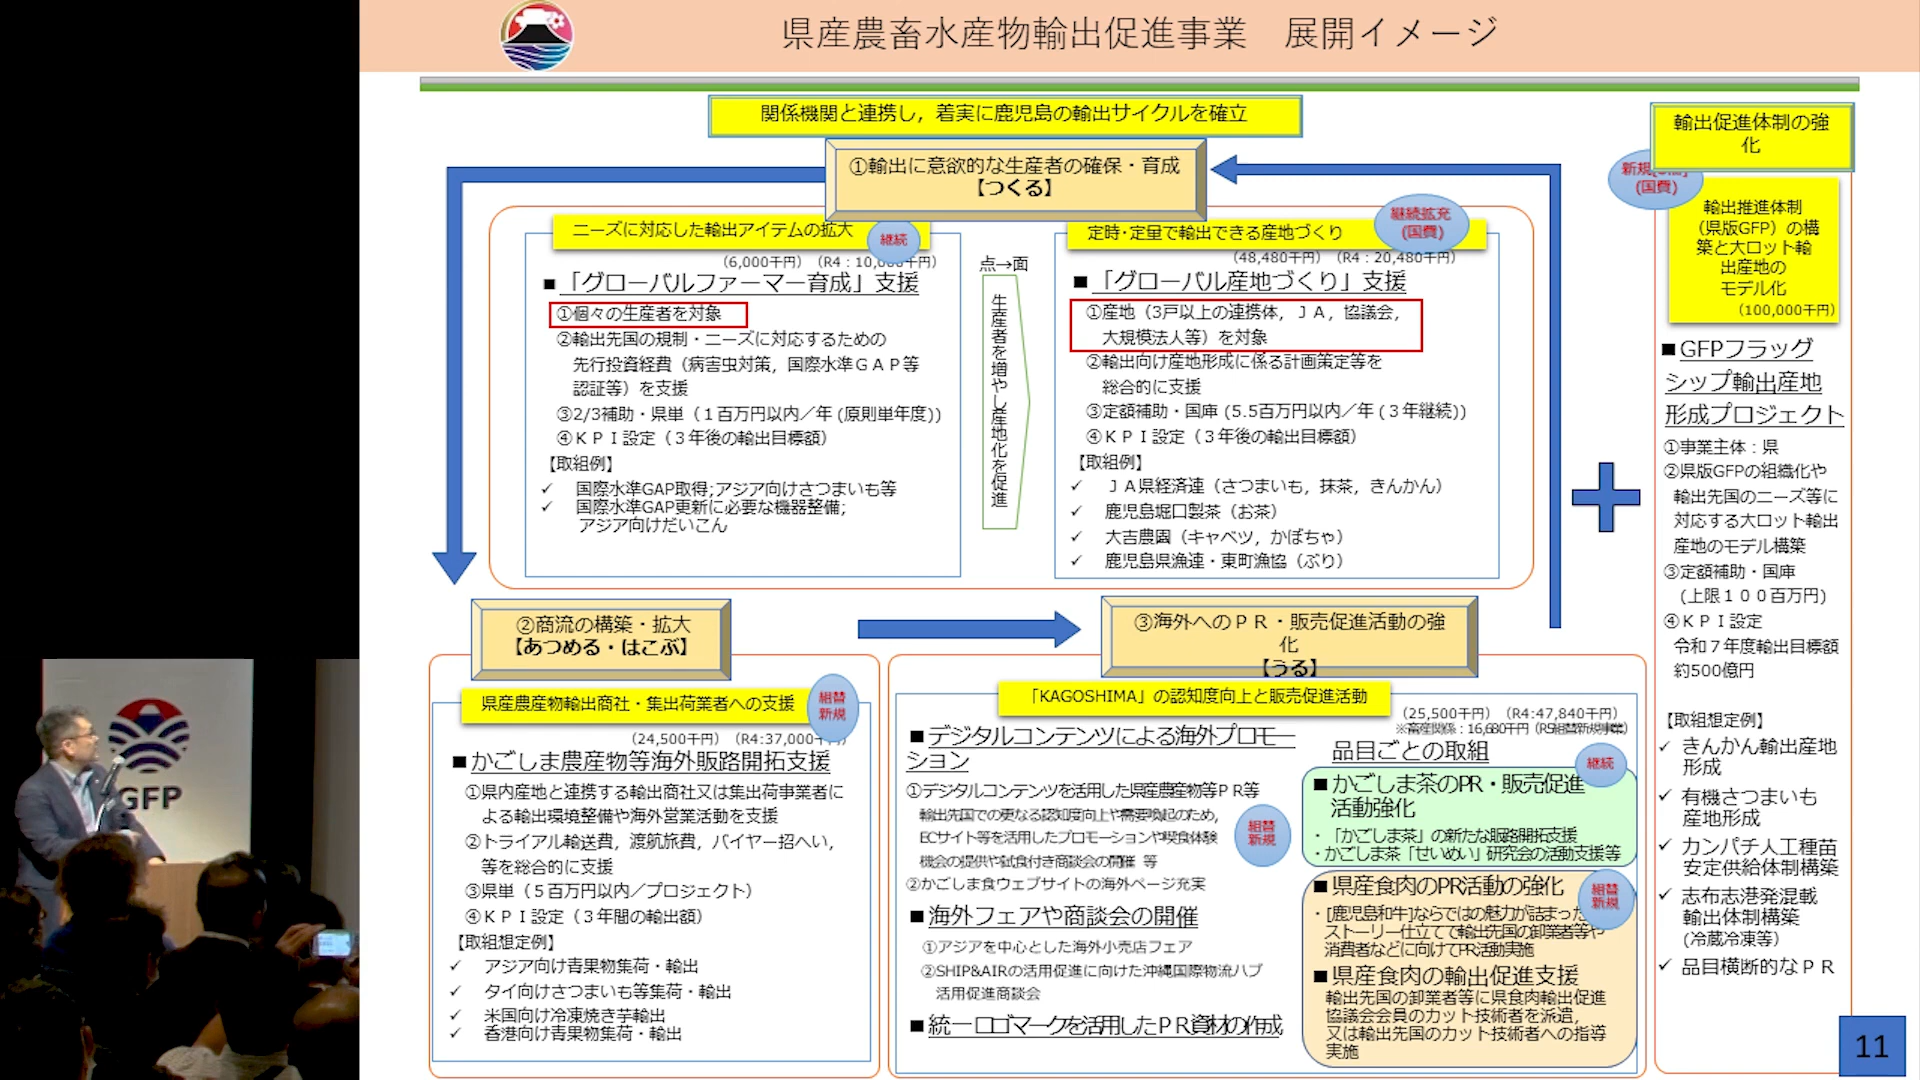 県産農畜水産物輸出促進事業　展開イメージ
関係機関と連携し，着実に鹿児島の輸出サイクルを確立
①輸出に意欲的な生産者の確保・育成
【つくる】
ニーズに対応した輸出アイテムの拡大
継続
（6,000千円）（R4：10,000千円）
■「グローバルファーマー育成」支援
①個々の生産者を対象
②輸出先国の規制・ニーズに対応するための
先行投資経費（病害虫対策，国際水準ＧＡＰ等
認証等）を支援
③2/3補助・県単（１百万円以内／年（原則単年度））
④ＫＰＩ設定（３年後の輸出目標額）
【取組例】
✓ 国際水準GAP取得;アジア向けさつまいも等
✓ 国際水準GAP更新に必要な機器整備;
アジア向けだいこん
点→面
生産者を増やし産地化を促進
定時・定量で輸出できる産地づくり
継続拡充
(国費)
（48,480千円）（R4：20,480千円）
■「グローバル産地づくり」支援
①産地（3戸以上の連携体，ＪＡ，協議会，
大規模法人等）を対象
②輸出向け産地形成に係る計画策定等を
総合的に支援
③定額補助・国庫 (5.5百万円以内／年 (３年継続))
④ＫＰＩ設定（３年後の輸出目標額）
【取組例】
✓ ＪＡ県経済連（さつまいも，抹茶，きんかん）
✓ 鹿児島堀口製茶（お茶）
✓ 大吉農園（キャベツ，かぼちゃ）
✓ 鹿児島県漁連・東町漁協（ぶり）
②商流の構築・拡大
【あつめる・はこぶ】
県産農産物輸出商社・集出荷業者への支援
組替
新規
（24,500千円）（R4:37,000千円）
■かごしま農産物等海外販路開拓支援
①県内産地と連携する輸出商社又は集出荷事業者に
よる輸出環境整備や海外営業活動を支援
②トライアル輸送費，渡航旅費，バイヤー招へい，
等を総合的に支援
③県単（５百万円以内／プロジェクト）
④ＫＰＩ設定（３年間の輸出額）
【取組想定例】
✓ アジア向け青果物集荷・輸出
✓ タイ向けさつまいも等集荷・輸出
✓ 米国向け冷凍焼き芋輸出
✓ 香港向け青果物集荷・輸出
③海外へのＰＲ・販売促進活動の強
化
【うる】
「KAGOSHIMA」の認知度向上と販売促進活動
（25,500千円）（R4:47,840千円）
※畜産関係：16,680千円（R5組替新規事業）
■デジタルコンテンツによる海外プロモー
ション
①デジタルコンテンツを活用した県産農産物等ＰＲ等
輸出先国での更なる認知度向上や需要喚起のため，
ECサイト等を活用したプロモーションや喫食体験
機会の提供や試食付き商談会の開催 等
組替
新規
②かごしま食ウェブサイトの海外ページ充実
■海外フェアや商談会の開催
①アジアを中心とした海外小売店フェア
②SHIP&AIRの活用促進に向けた沖縄国際物流ハブ
活用促進商談会
■統一ロゴマークを活用したＰＲ資材の作成
品目ごとの取組
継続
■かごしま茶のPR・販売促進
活動強化
・「かごしま茶」の新たな販路開拓支援
・かごしま茶「せいめい」研究会の活動支援等
■県産食肉のPR活動の強化
組替
新規
・[鹿児島和牛]ならではの魅力が詰まった
ストーリー仕立てで輸出先国の卸業者等や
消費者などに向けてPR活動実施
■県産食肉の輸出促進支援
輸出先国の卸業者等に県食肉輸出促進
協議会会員のカット技術者を派遣，
又は輸出先国のカット技術者への指導
実施
輸出促進体制の強
化
新規
(国費)
輸出推進体制
（県版GFP）の構
築と大ロット輸
出産地の
モデル化
（100,000千円）
■GFPフラッグ
シップ輸出産地
形成プロジェクト
①事業主体：県
②県版GFPの組織化や
輸出先国のニーズ等に
対応する大ロット輸出
産地のモデル構築
③定額補助・国庫
（上限１００百万円）
④ＫＰＩ設定
令和７年度輸出目標額
約500億円
【取組想定例】
✓ きんかん輸出産地
形成
✓ 有機さつまいも
産地形成
✓ カンパチ人工種苗
安定供給体制構築
✓ 志布志港発混載
輸出体制構築
(冷蔵冷凍等)
✓ 品目横断的なＰＲ
11
GFP